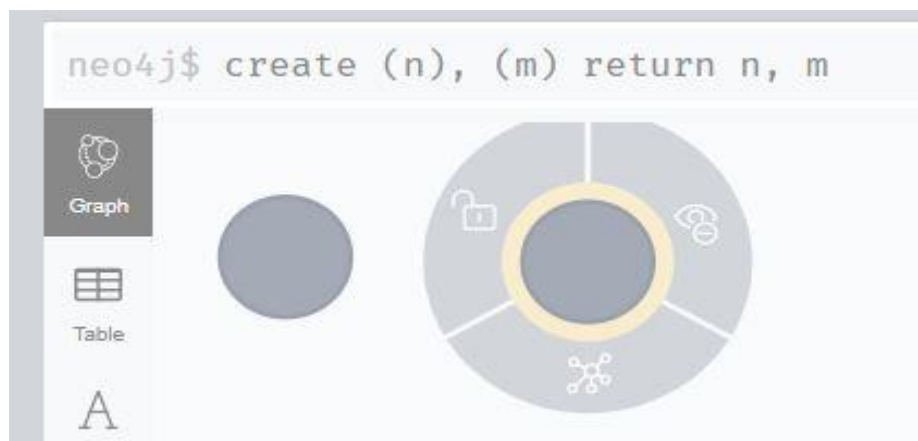 neo4j$ create (n), (m) return n, m
Graph
Table
A